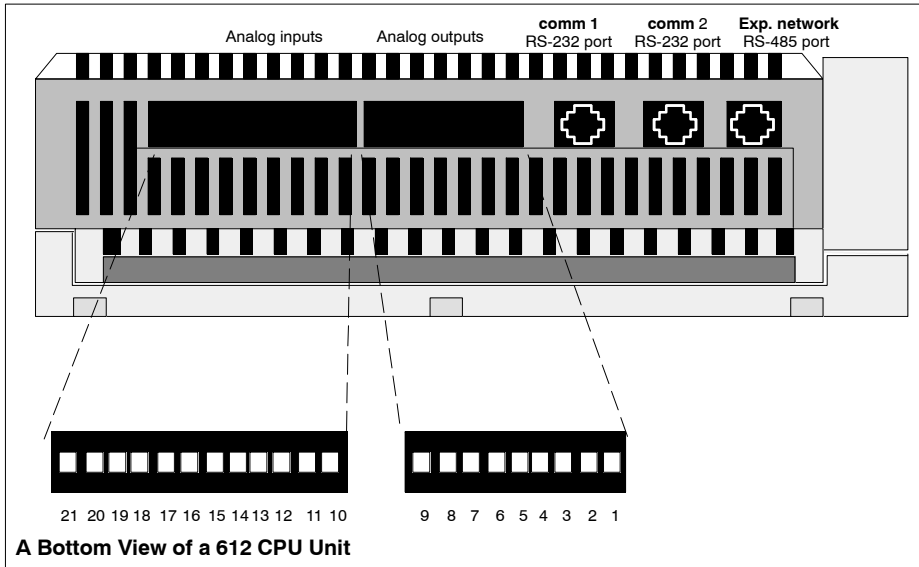 Analog inputs Analog outputs comm 1 comm 2 Exp. network
RS-232 port RS-232 port RS-485 port
21 20 19 18 17 16 15 14 13 12 11 10 9 8 7 6 5 4 3 2 1
A Bottom View of a 612 CPU Unit